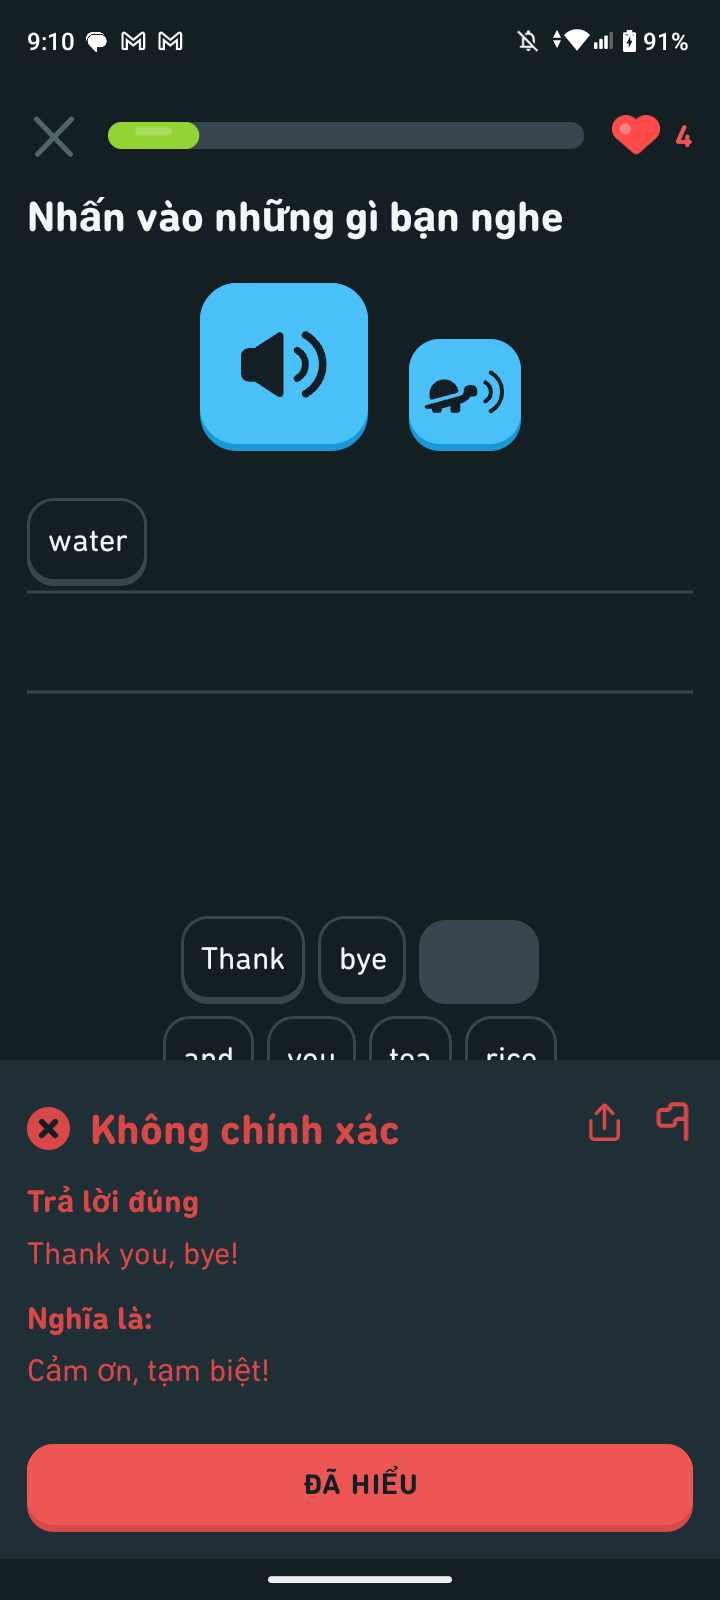 9:10
91%
4
Nhấn vào những gì bạn nghe
water
Thank bye
and you tea rice
Không chính xác
Trả lời đúng
Thank you, bye!
Nghĩa là:
Cảm ơn, tạm biệt!
ĐÃ HIỂU